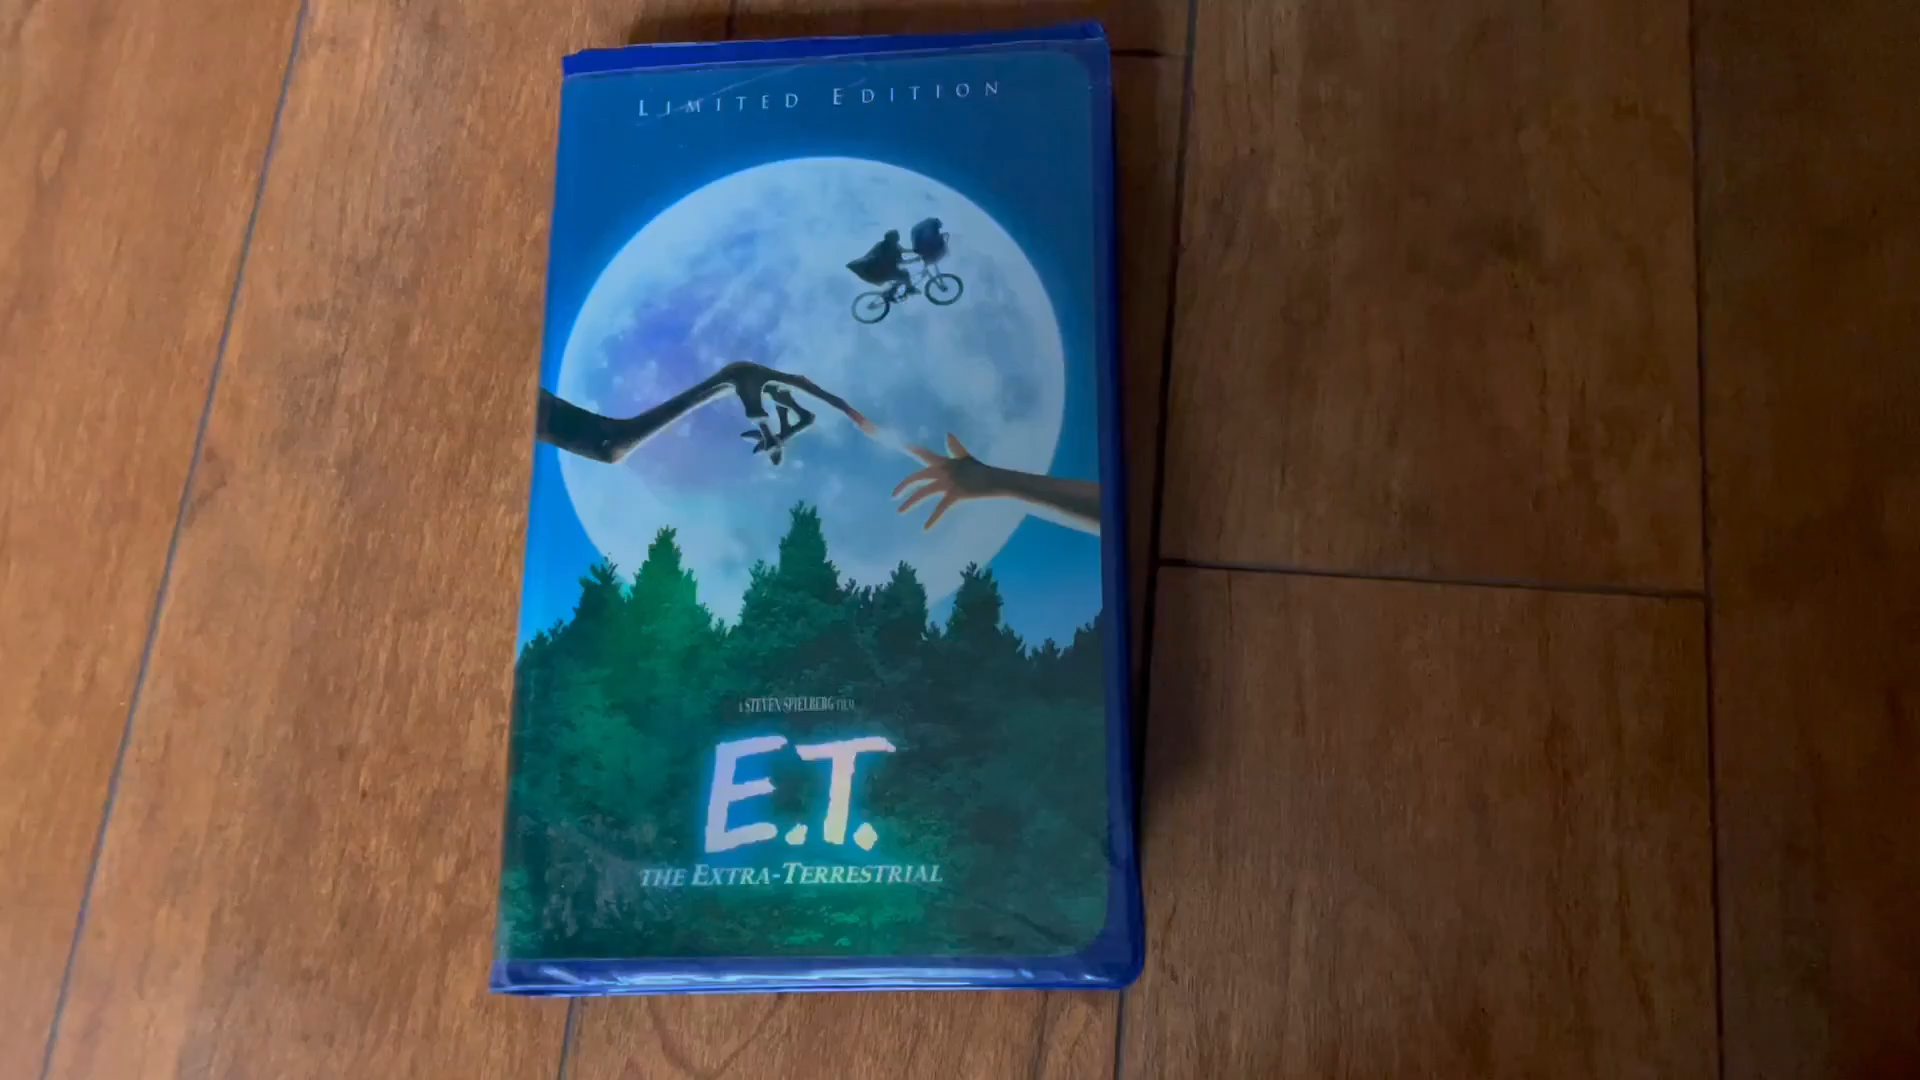 LIMITED EDITION
A STEVEN SPIELBERG FILM
E.T.
THE EXTRA-TERRESTRIAL